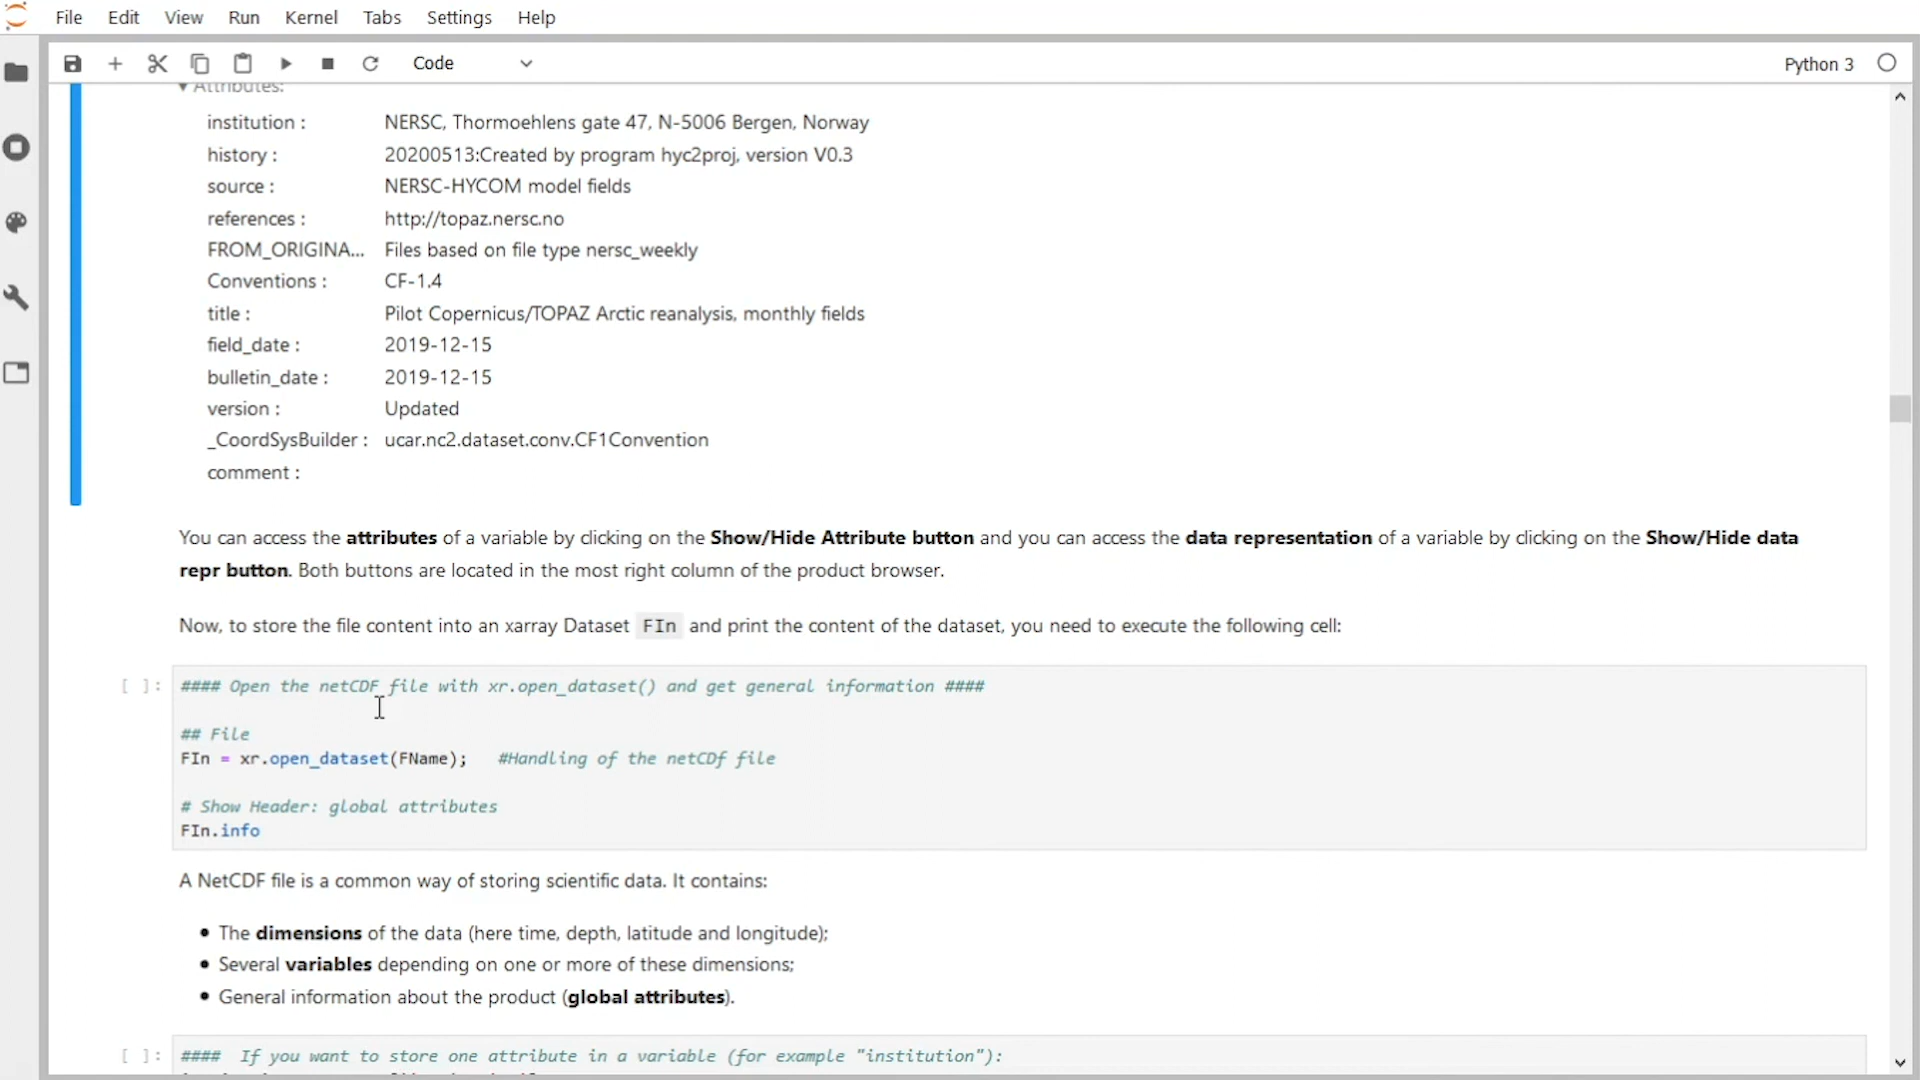 File Edit View Run Kernel Tabs Settings Help
Code Python 3
Attributes:
institution : NERSC, Thormoehlens gate 47, N-5006 Bergen, Norway
history : 20200513:Created by program hyc2proj, version V0.3
source : NERSC-HYCOM model fields
references : http://topaz.nersc.no
FROM_ORIGINA... Files based on file type nersc_weekly
Conventions : CF-1.4
title : Pilot Copernicus/TOPAZ Arctic reanalysis, monthly fields
field_date : 2019-12-15
bulletin_date : 2019-12-15
version : Updated
_CoordSysBuilder : ucar.nc2.dataset.conv.CF1Convention
comment :
You can access the attributes of a variable by clicking on the Show/Hide Attribute button and you can access the data representation of a variable by clicking on the Show/Hide data
repr button. Both buttons are located in the most right column of the product browser.
Now, to store the file content into an xarray Dataset FIn and print the content of the dataset, you need to execute the following cell:
[ ]: #### Open the netCDF file with xr.open_dataset() and get general information ####
## File
FIn = xr.open_dataset(FName); #Handling of the netCDf file
# Show Header: global attributes
FIn.info
A NetCDF file is a common way of storing scientific data. It contains:
• The dimensions of the data (here time, depth, latitude and longitude);
• Several variables depending on one or more of these dimensions;
• General information about the product (global attributes).
[ ]: #### If you want to store one attribute in a variable (for example "institution"):